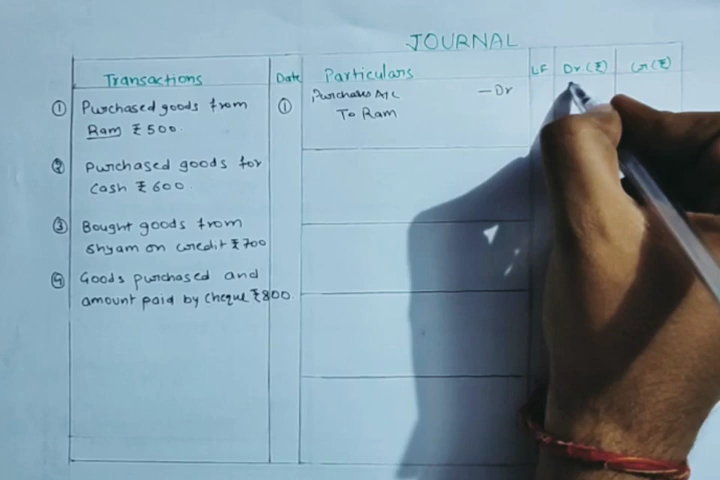 JOURNAL
Transactions
Date
Particulars
LF
Dr.(₹)
Cr(₹)
① Purchased goods from
Ram ₹500.
② Purchased goods for
cash ₹600.
③ Bought goods from
Shyam on credit ₹700
④ Goods purchased and
amount paid by cheque ₹800.
①
Purchases A/c —Dr
To Ram